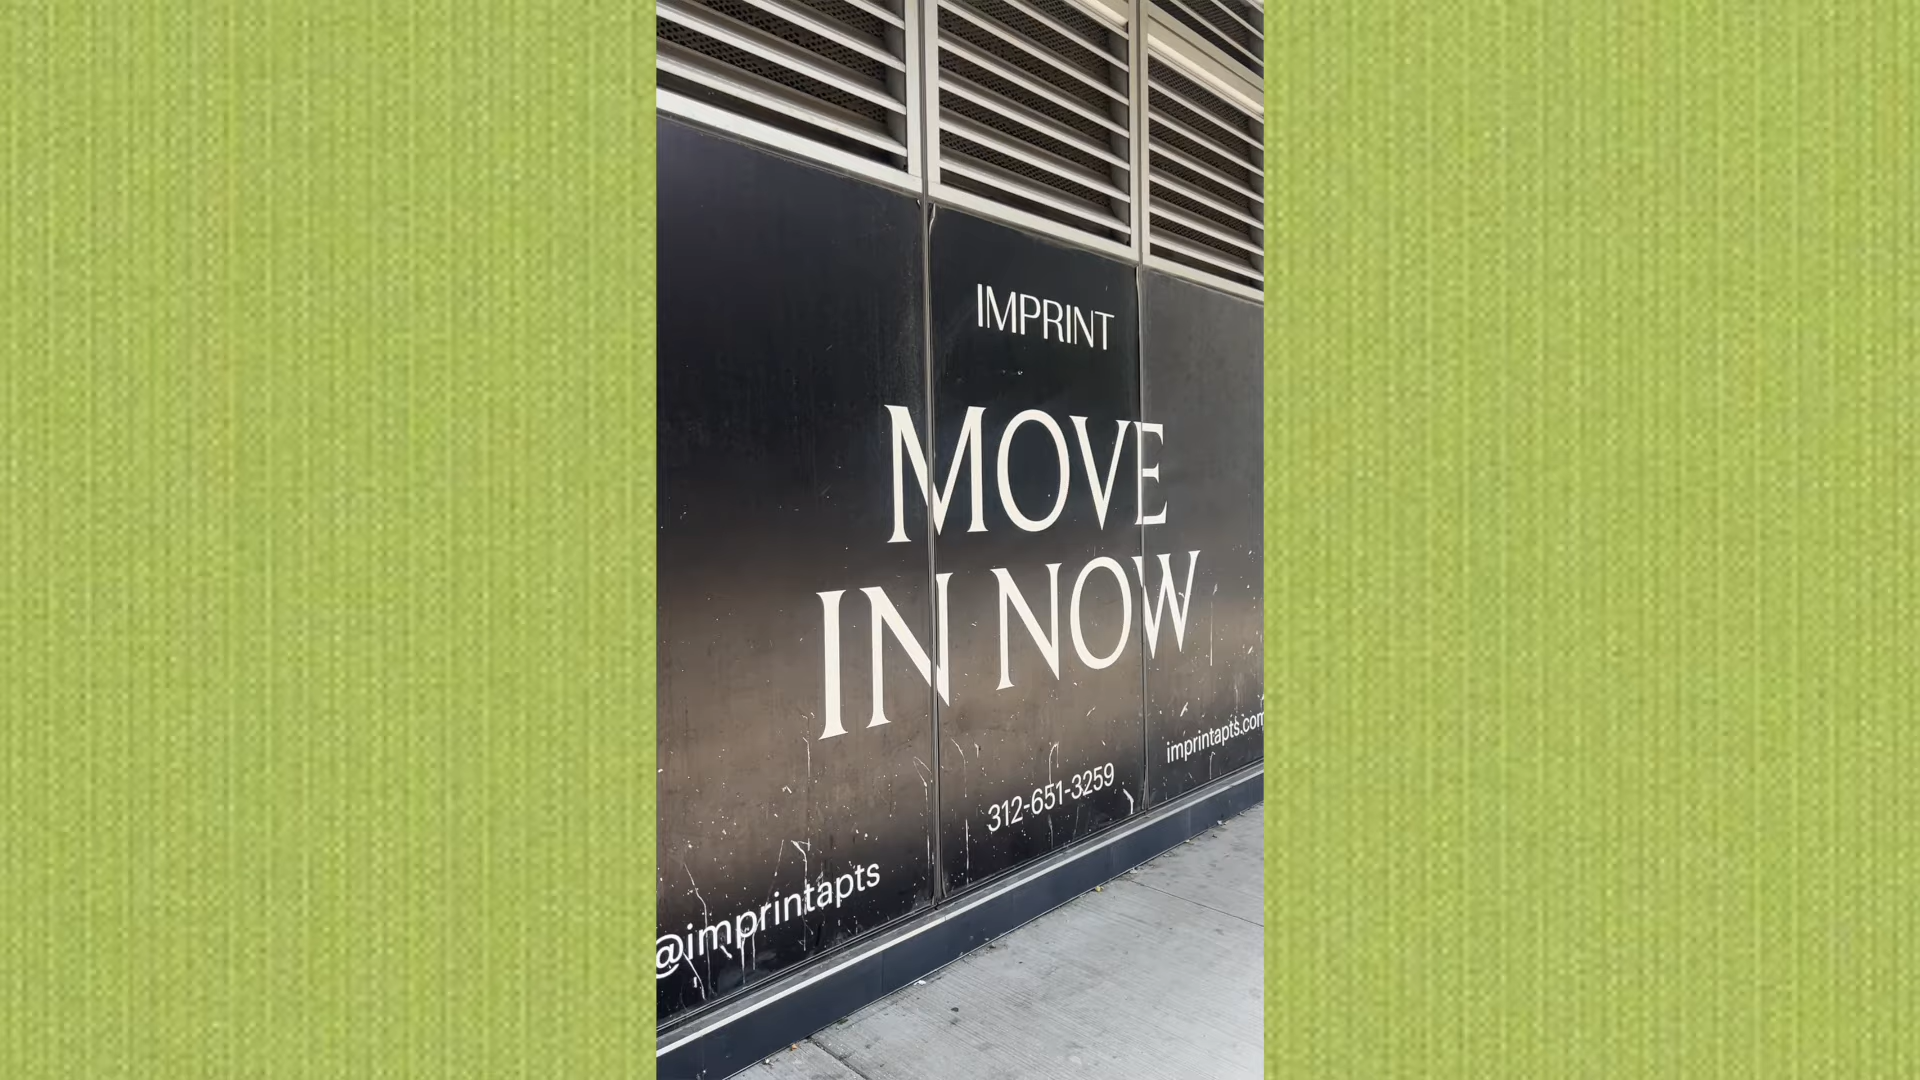 IMPRINT
MOVE
IN NOW
@imprintapts
312-651-3259
imprintapts.com